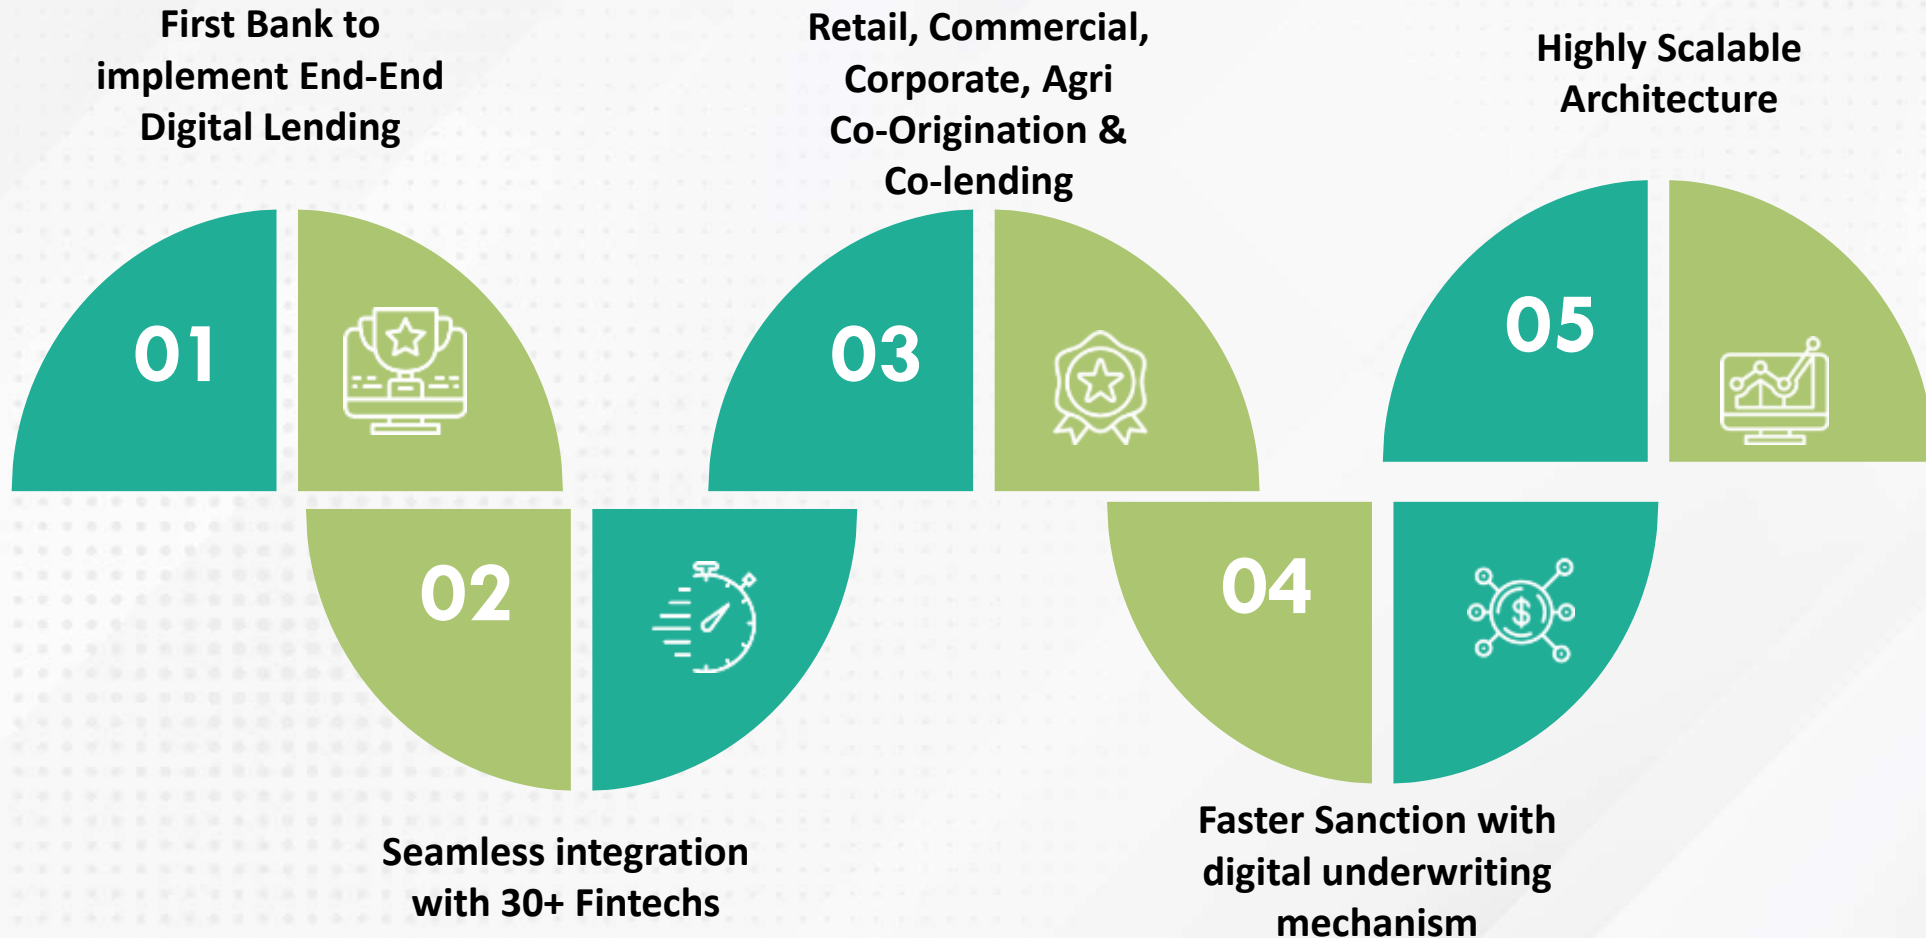 First Bank to
implement End-End
Digital Lending
01
02
Seamless integration
with 30+ Fintechs
Retail, Commercial,
Corporate, Agri
Co-Origination &
Co-lending
03
04
Faster Sanction with
digital underwriting
mechanism
Highly Scalable
Architecture
05
$